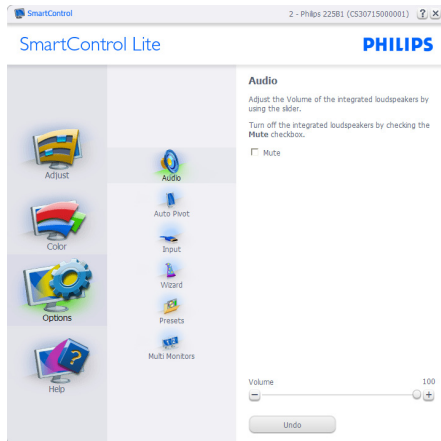 SmartControl
2 - Philips 225B1 (CS30715000001)
SmartControl Lite
PHILIPS
Adjust
Color
Options
Help
Audio
Auto Pivot
Input
Wizard
Presets
Multi Monitors
Audio
Adjust the Volume of the integrated loudspeakers by
using the slider.
Turn off the integrated loudspeakers by checking the
Mute checkbox.
Mute
Volume 100
Undo